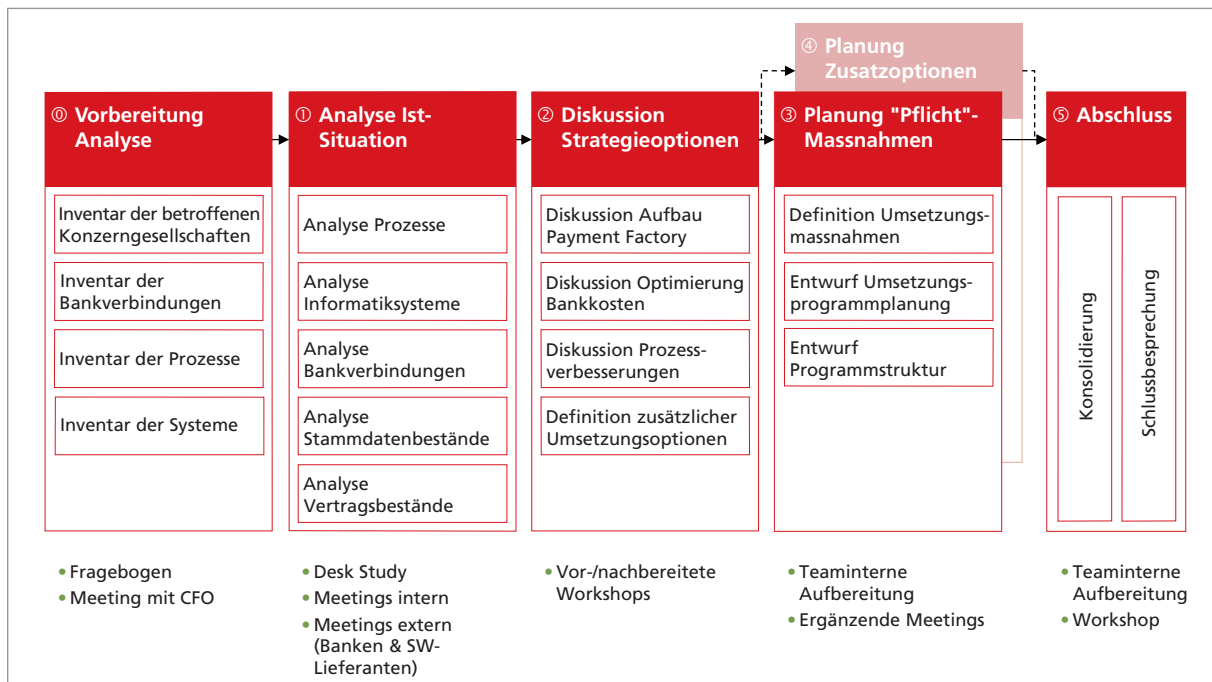 ④ Planung
Zusatzoptionen
⓪ Vorbereitung
Analyse
① Analyse Ist-
Situation
② Diskussion
Strategieoptionen
③ Planung "Pflicht"-
Massnahmen
⑤ Abschluss
Inventar der betroffenen
Konzerngesellschaften
Inventar der
Bankverbindungen
Inventar der Prozesse
Inventar der Systeme
Analyse Prozesse
Analyse
Informatiksysteme
Analyse
Bankverbindungen
Analyse
Stammdatenbestände
Analyse
Vertragsbestände
Diskussion Aufbau
Payment Factory
Diskussion Optimierung
Bankkosten
Diskussion Prozess-
verbesserungen
Definition zusätzlicher
Umsetzungsoptionen
Definition Umsetzungs-
massnahmen
Entwurf Umsetzungs-
programmplanung
Entwurf
Programmstruktur
Konsolidierung
Schlussbesprechung
• Fragebogen
• Meeting mit CFO
• Desk Study
• Meetings intern
• Meetings extern
(Banken & SW-
Lieferanten)
• Vor-/nachbereitete
Workshops
• Teaminterne
Aufbereitung
• Ergänzende Meetings
• Teaminterne
Aufbereitung
• Workshop